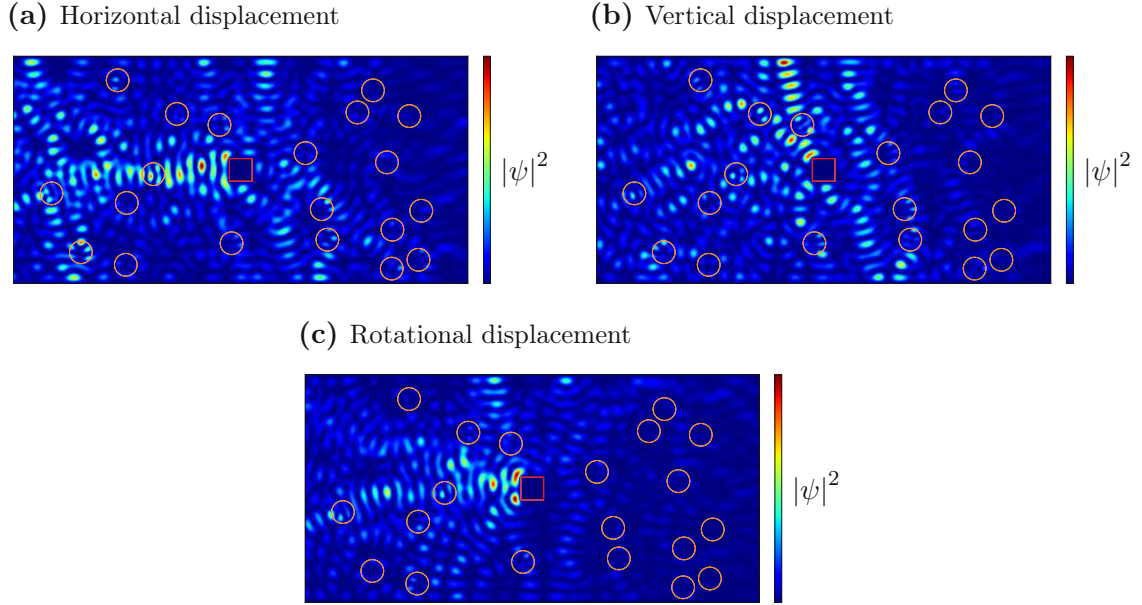 (a) Horizontal displacement
(b) Vertical displacement
|ψ|²
|ψ|²
(c) Rotational displacement
|ψ|²